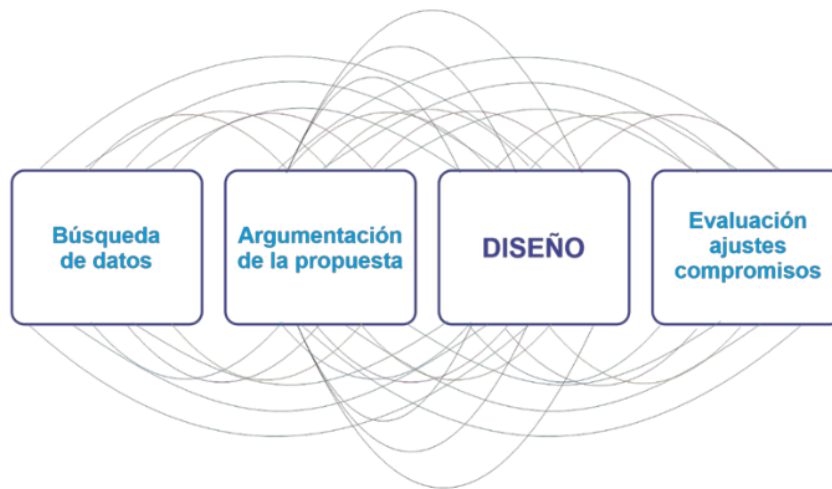 Búsqueda
de datos
Argumentación
de la propuesta
DISEÑO
Evaluación
ajustes
compromisos